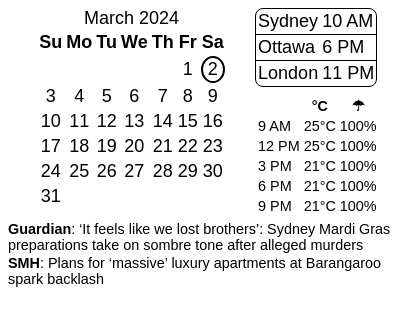 March 2024
Su Mo Tu We Th Fr Sa
1 2
3 4 5 6 7 8 9
10 11 12 13 14 15 16
17 18 19 20 21 22 23
24 25 26 27 28 29 30
31
Sydney 10 AM
Ottawa 6 PM
London 11 PM
°C ☂
9 AM 25°C 100%
12 PM 25°C 100%
3 PM 21°C 100%
6 PM 21°C 100%
9 PM 21°C 100%
Guardian: ‘It feels like we lost brothers’: Sydney Mardi Gras
preparations take on sombre tone after alleged murders
SMH: Plans for ‘massive’ luxury apartments at Barangaroo
spark backlash